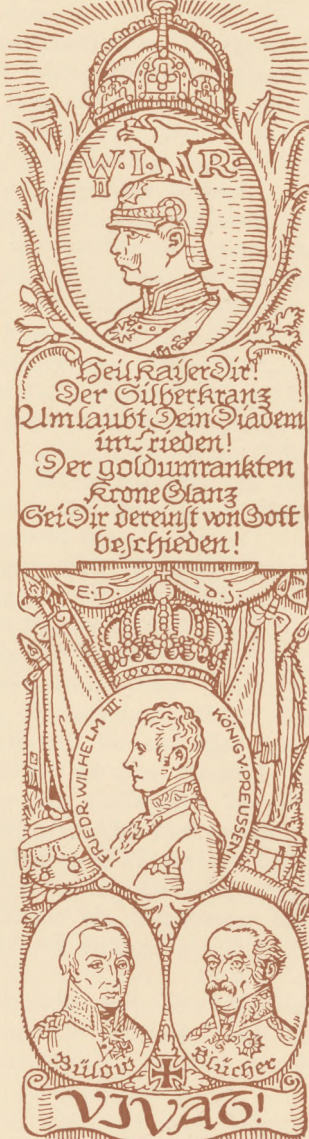 W. I. R.
II
Heil Kaiser Dir!
Der Silberkranz
Umlaubt Dein Diadem
im Frieden!
Der goldumrankten
Krone Glanz
Sei Dir dereinst von Gott
beschieden!
E·D
FRIEDR·WILHELM III·
KÖNIG·V·PREUSSEN
Bülow
Blücher
VIVAT!